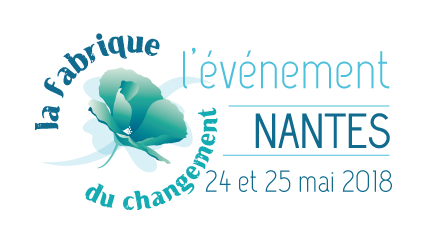 la fabrique
du changement
l'événement
NANTES
24 et 25 mai 2018